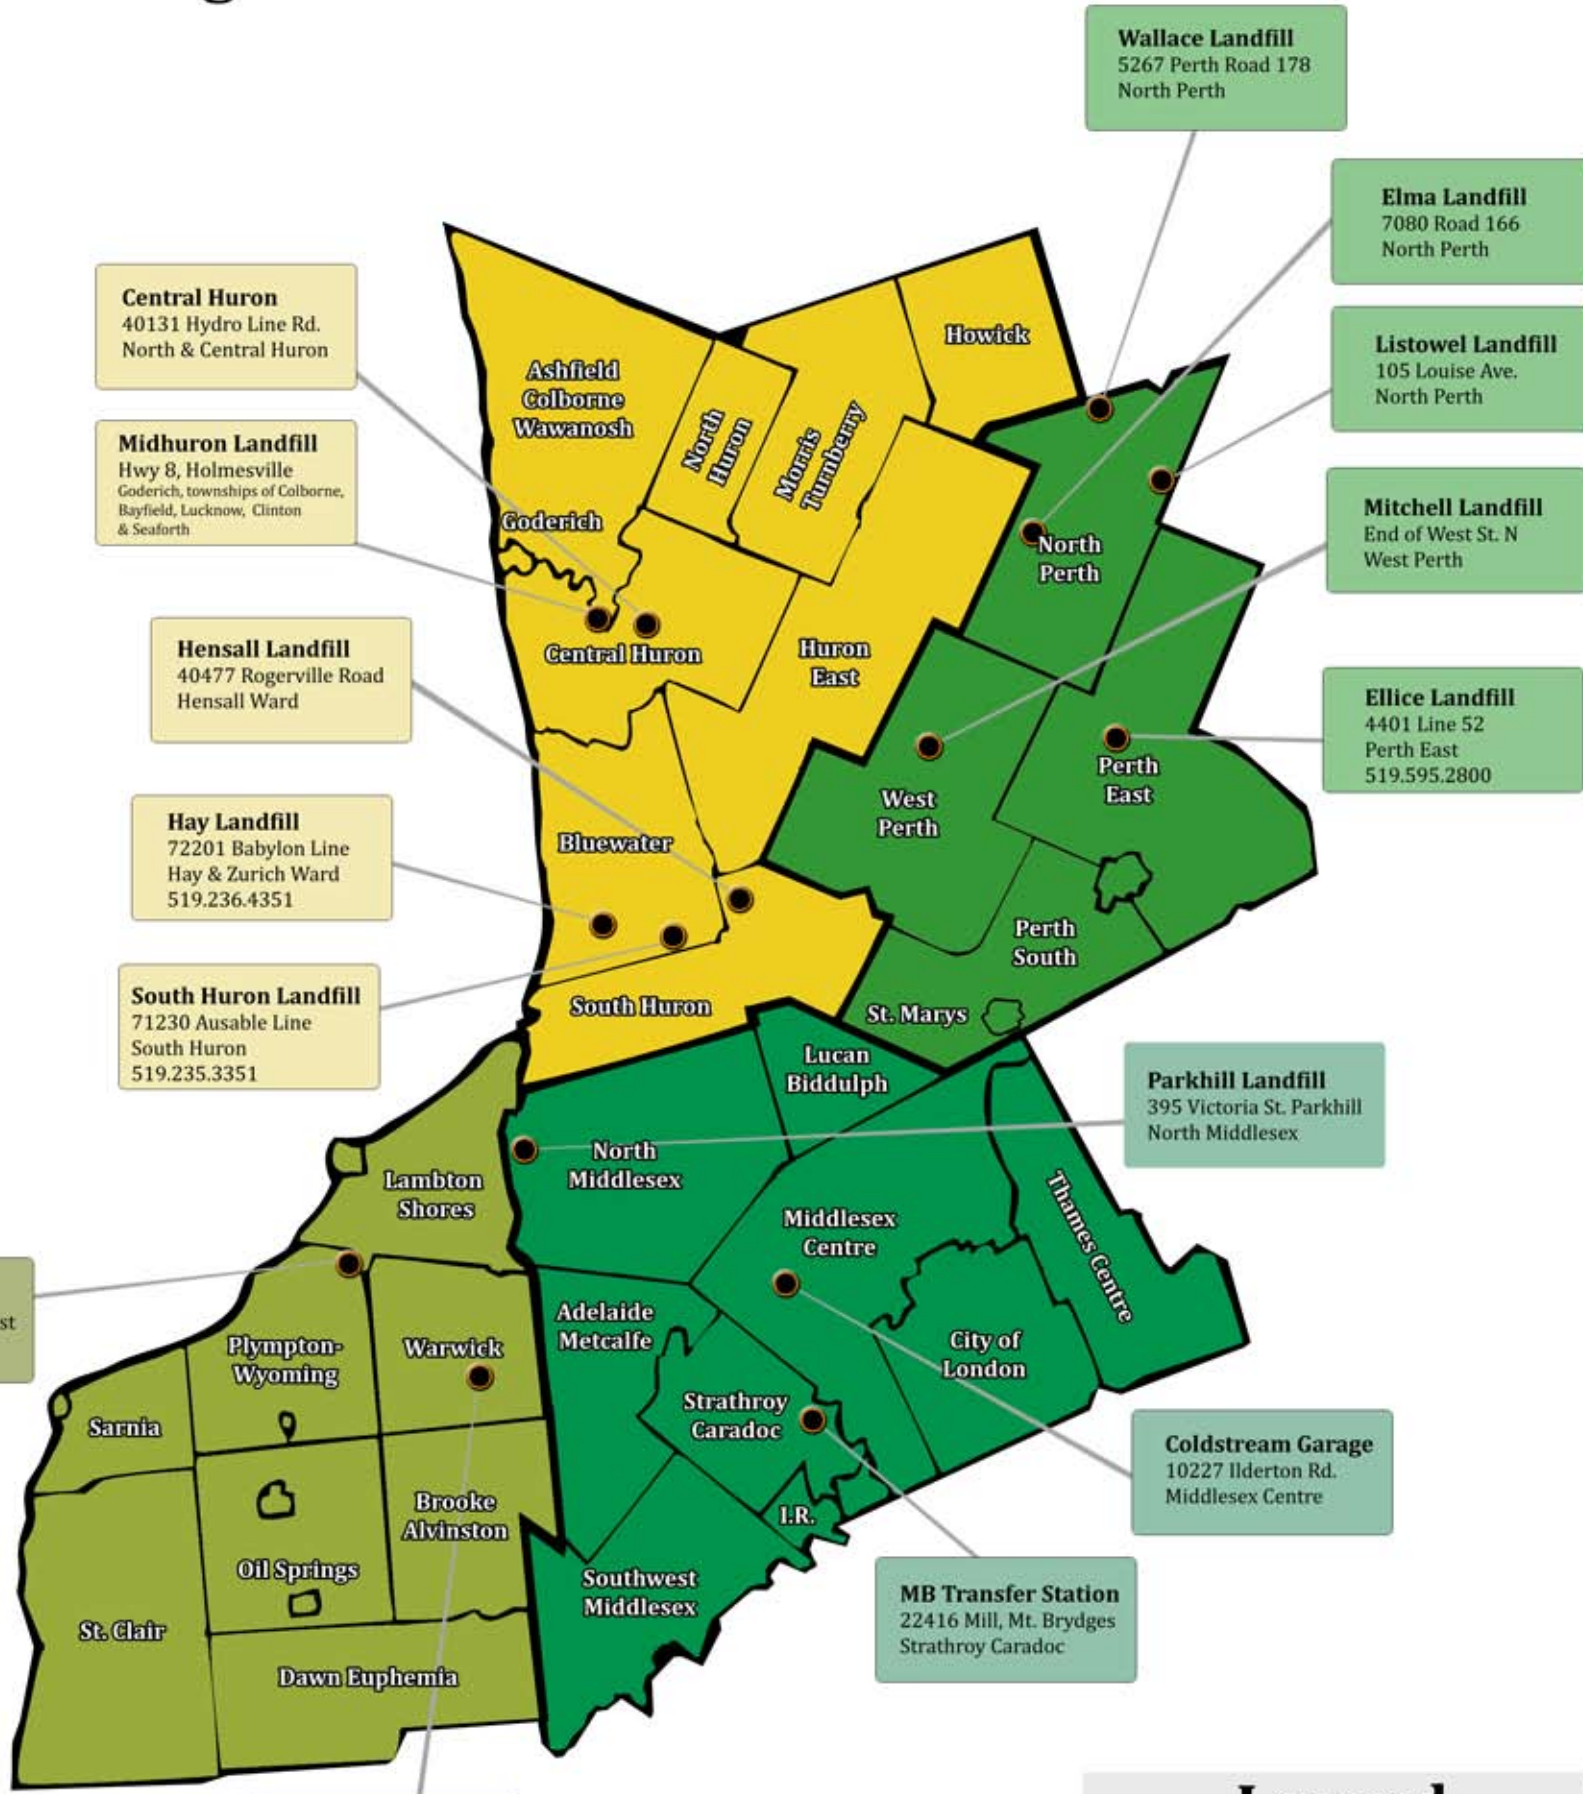 Wallace Landfill
5267 Perth Road 178
North Perth
Elma Landfill
7080 Road 166
North Perth
Listowel Landfill
105 Louise Ave.
North Perth
Mitchell Landfill
End of West St. N
West Perth
Ellice Landfill
4401 Line 52
Perth East
519.595.2800
Central Huron
40131 Hydro Line Rd.
North & Central Huron
Midhuron Landfill
Hwy 8, Holmesville
Goderich, townships of Colborne,
Bayfield, Lucknow, Clinton
& Seaforth
Hensall Landfill
40477 Rogerville Road
Hensall Ward
Hay Landfill
72201 Babylon Line
Hay & Zurich Ward
519.236.4351
South Huron Landfill
71230 Ausable Line
South Huron
519.235.3351
Howick
Ashfield
Colborne
Wawanosh
North
Huron
Morris
Turnberry
Goderich
Central Huron
Huron
East
Bluewater
South Huron
North
Perth
West
Perth
Perth
East
Perth
South
St. Marys
Lucan
Biddulph
North
Middlesex
Middlesex
Centre
Thames Centre
Adelaide
Metcalfe
City of
London
Strathroy
Caradoc
I.R.
Southwest
Middlesex
Lambton
Shores
Plympton-
Wyoming
Warwick
Sarnia
Brooke
Alvinston
Oil Springs
St. Clair
Dawn Euphemia
Parkhill Landfill
395 Victoria St. Parkhill
North Middlesex
Coldstream Garage
10227 Ilderton Rd.
Middlesex Centre
MB Transfer Station
22416 Mill, Mt. Brydges
Strathroy Caradoc
st